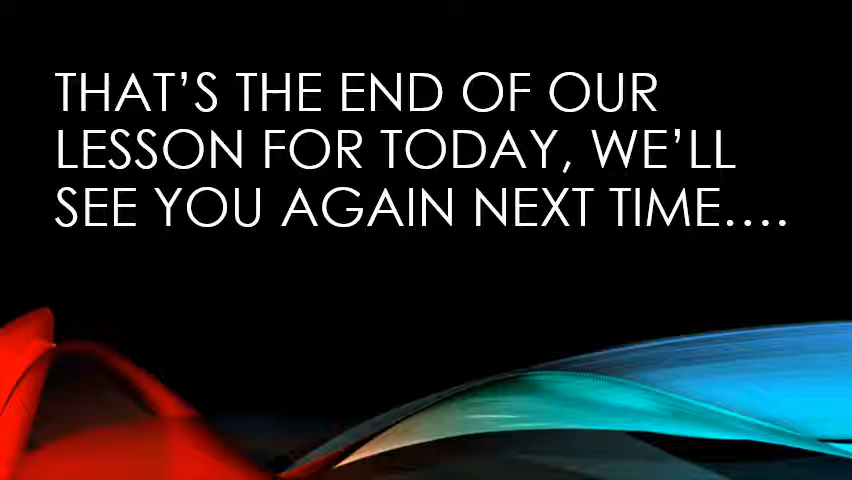 THAT’S THE END OF OUR
LESSON FOR TODAY, WE’LL
SEE YOU AGAIN NEXT TIME….